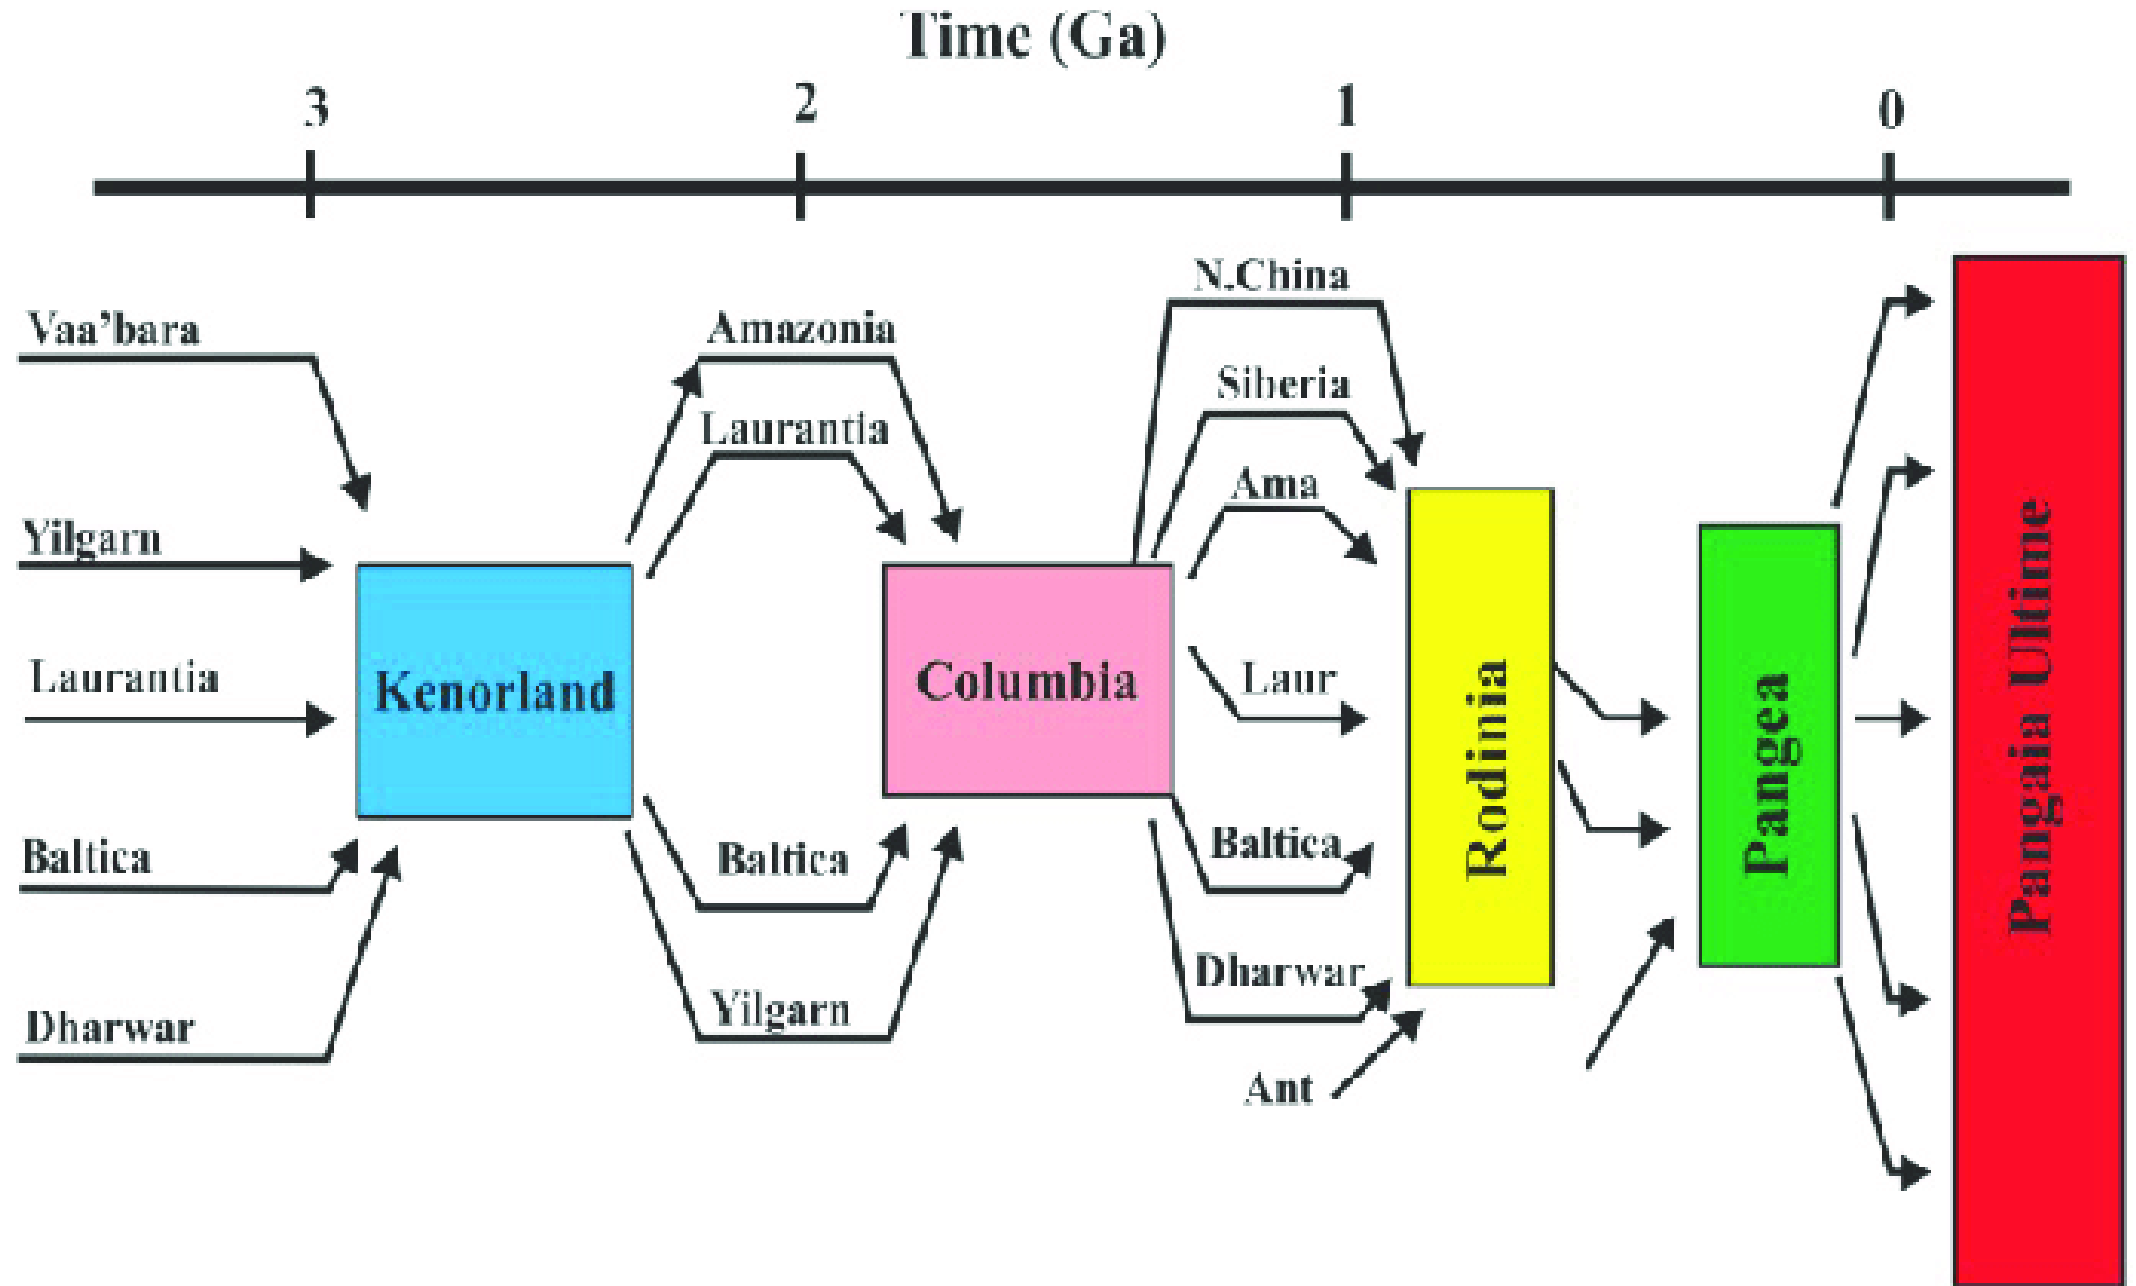 Time (Ga)
3 2 1 0
N.China
Vaa'bara
Amazonia
Siberia
Laurantia
Ama
Yilgarn
Laurantia
Kenorland
Columbia
Laur
Rodinia
Pangea
Pangaia Ultime
Baltica
Baltica
Baltica
Dharwar
Yilgarn
Dharwar
Ant